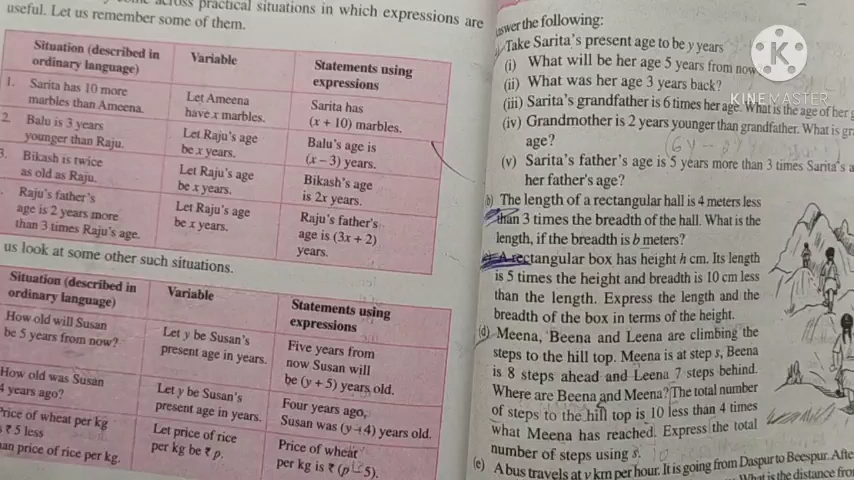 come across practical situations in which expressions are
useful. Let us remember some of them.
Situation (described in
ordinary language)
Variable
Statements using
expressions
1. Sarita has 10 more
marbles than Ameena.
Let Ameena
have x marbles.
Sarita has
(x + 10) marbles.
2. Balu is 3 years
younger than Raju.
Let Raju's age
be x years.
Balu's age is
(x – 3) years.
3. Bikash is twice
as old as Raju.
Let Raju's age
be x years.
Bikash's age
is 2x years.
Raju's father's
age is 2 years more
than 3 times Raju's age.
Let Raju's age
be x years.
Raju's father's
age is (3x + 2)
years.
us look at some other such situations.
Situation (described in
ordinary language)
Variable
Statements using
expressions
How old will Susan
be 5 years from now?
Let y be Susan's
present age in years.
Five years from
now Susan will
be (y + 5) years old.
How old was Susan
4 years ago?
Let y be Susan's
present age in years.
Four years ago,
Susan was (y – 4) years old.
Price of wheat per kg
₹ 5 less
price of rice per kg.
Let price of rice
per kg be ₹ p.
Price of wheat
per kg is ₹ (p – 5).
the following:
Take Sarita's present age to be y years
(i) What will be her age 5 years from now
(ii) What was her age 3 years back?
(iii) Sarita's grandfather is 6 times her age. What is the age of her
(iv) Grandmother is 2 years younger than grandfather. What is
age?
(v) Sarita's father's age is 5 years more than 3 times Sarita's
her father's age?
(b) The length of a rectangular hall is 4 meters less
than 3 times the breadth of the hall. What is the
length, if the breadth is b meters?
A rectangular box has height h cm. Its length
is 5 times the height and breadth is 10 cm less
than the length. Express the length and the
breadth of the box in terms of the height.
(d) Meena, Beena and Leena are climbing the
steps to the hill top. Meena is at step s, Beena
is 8 steps ahead and Leena 7 steps behind.
Where are Beena and Meena? The total number
of steps to the hill top is 10 less than 4 times
what Meena has reached. Express the total
number of steps using s.
(e) A bus travels at v km per hour. It is going from Daspur to Beespur. After
What is the distance
K
KINEMASTER